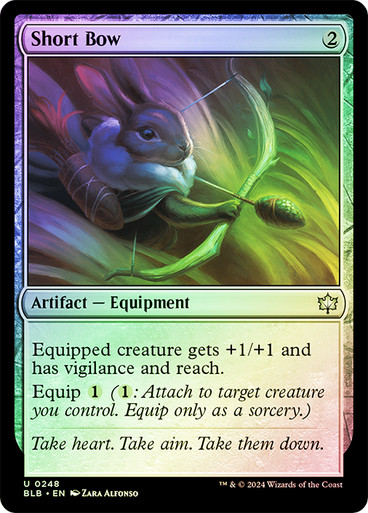 Short Bow 2
Artifact — Equipment
Equipped creature gets +1/+1 and
has vigilance and reach.
Equip 1 (1: Attach to target creature
you control. Equip only as a sorcery.)
Take heart. Take aim. Take them down.
U 0248
BLB • EN Zara Alfonso
™ & © 2024 Wizards of the Coast